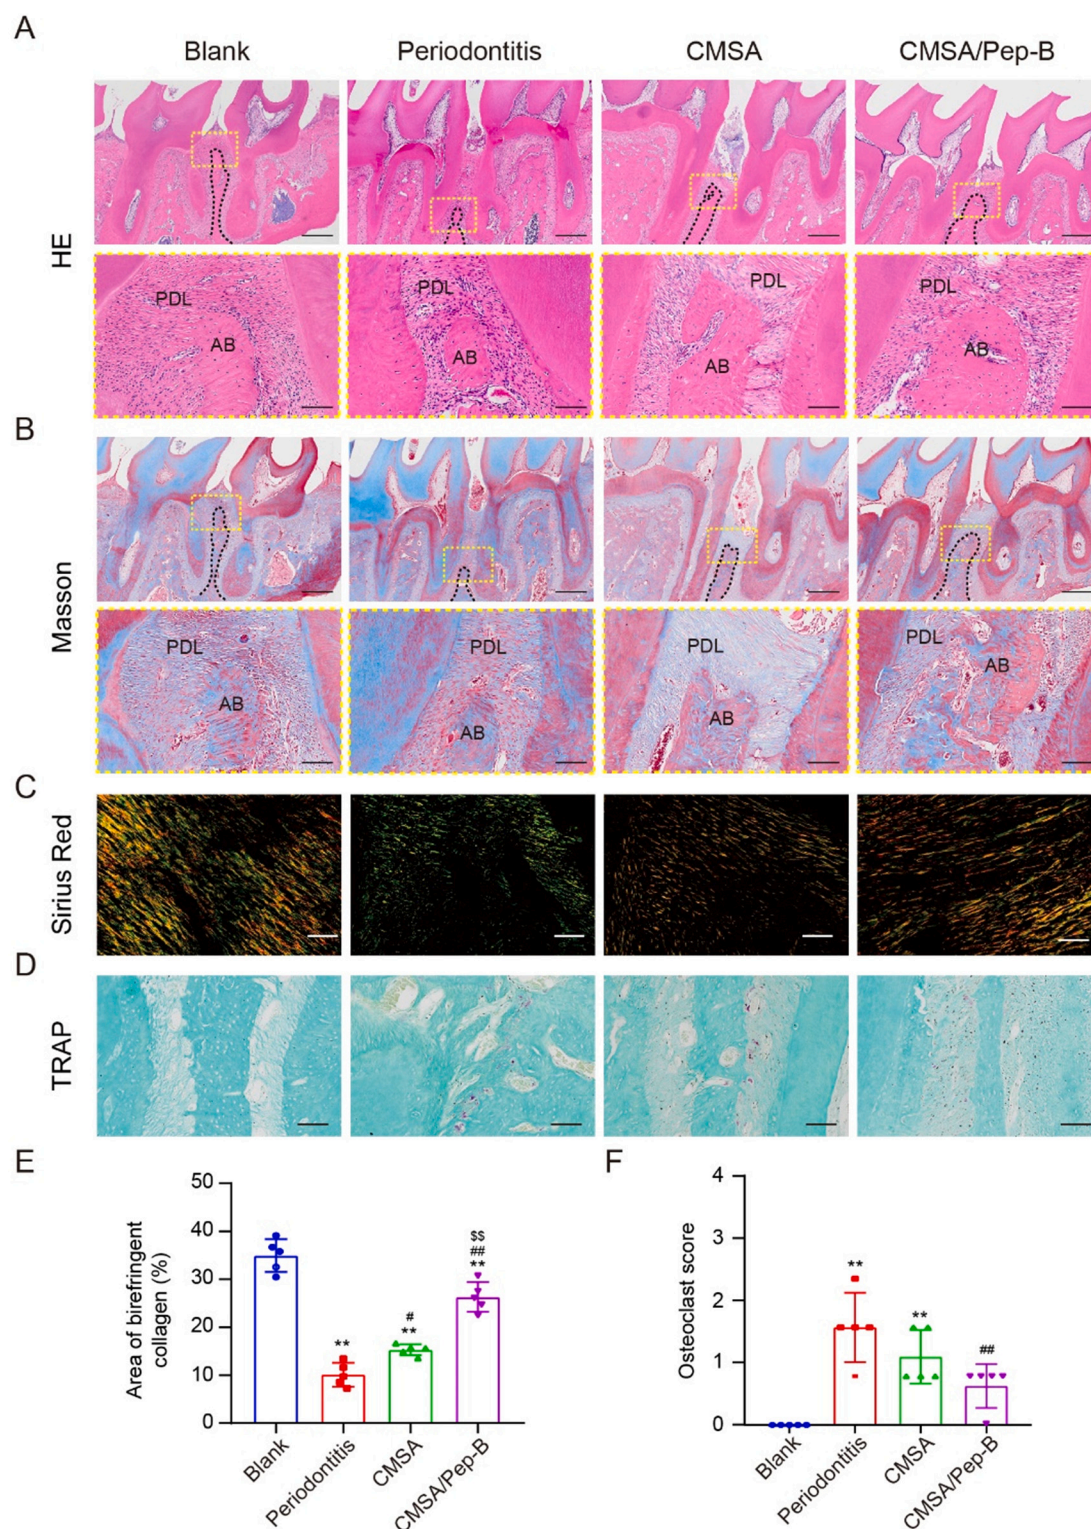 A
Blank
Periodontitis
CMSA
CMSA/Pep-B
HE
PDL
AB
PDL
AB
PDL
AB
PDL
AB
B
Masson
PDL
AB
PDL
AB
PDL
AB
PDL
AB
C
Sirius Red
D
TRAP
E
Area of birefringent
collagen (%)
50
40
30
20
10
0
**
#
**
$$
##
**
Blank
Periodontitis
CMSA
CMSA/Pep-B
F
Osteoclast score
4
3
2
1
0
**
**
##
Blank
Periodontitis
CMSA
CMSA/Pep-B